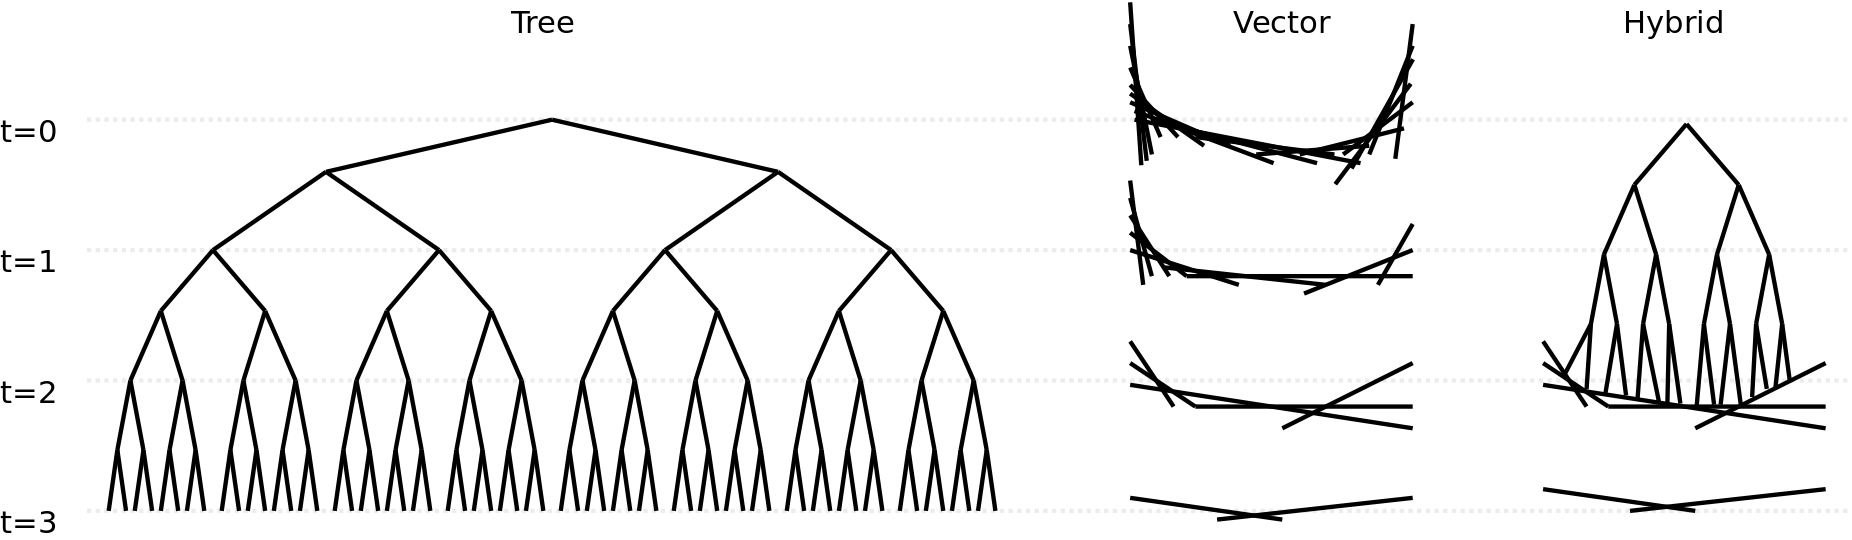 Tree Vector Hybrid
t=0
t=1
t=2
t=3